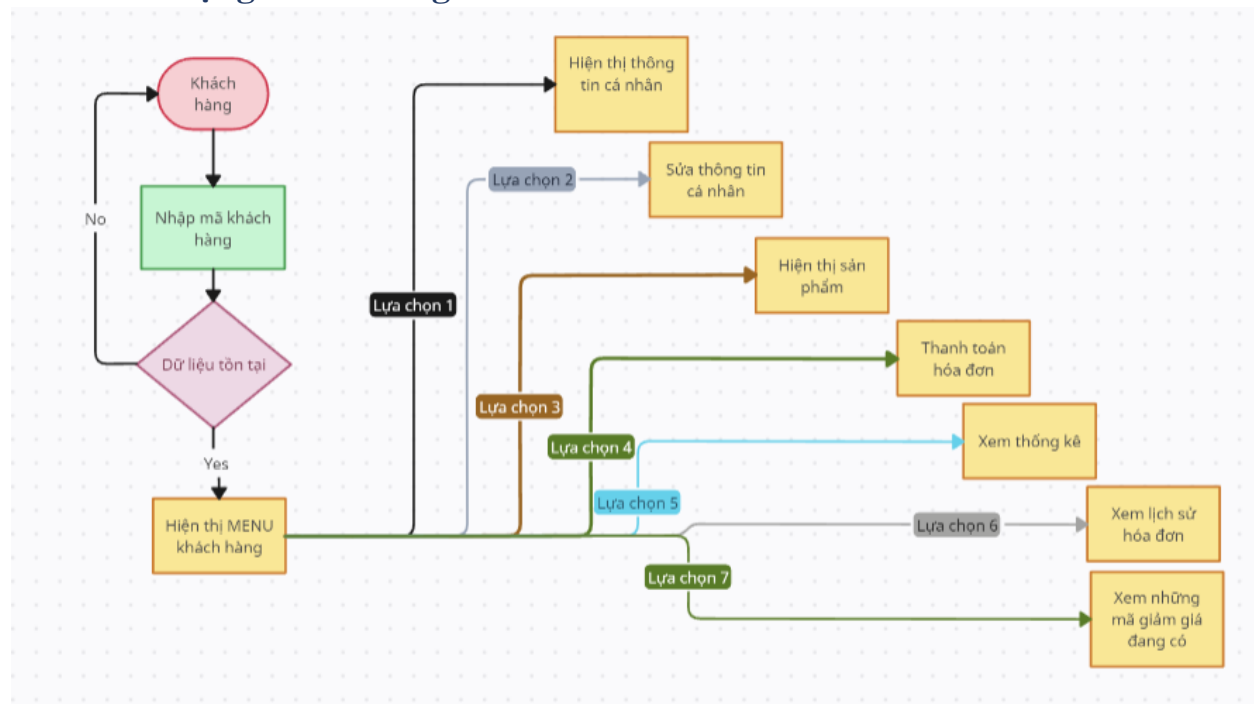 Khách
hàng
No
Nhập mã khách
hàng
Dữ liệu tồn tại
Yes
Hiện thị MENU
khách hàng
Lựa chọn 1
Hiện thị thông
tin cá nhân
Lựa chọn 2
Sửa thông tin
cá nhân
Lựa chọn 3
Hiện thị sản
phẩm
Lựa chọn 4
Thanh toán
hóa đơn
Lựa chọn 5
Xem thống kê
Lựa chọn 6
Xem lịch sử
hóa đơn
Lựa chọn 7
Xem những
mã giảm giá
đang có